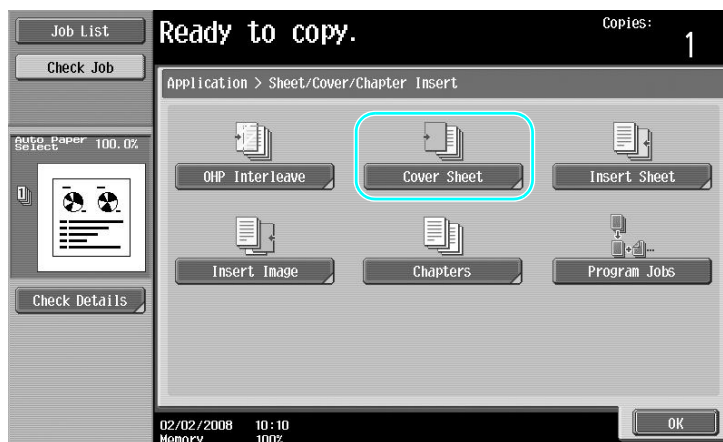 Job List
Check Job
Ready to copy.
Copies:
1
Application > Sheet/Cover/Chapter Insert
Auto Paper
Select
100.0%
1
OHP Interleave
Cover Sheet
Insert Sheet
Insert Image
Chapters
Program Jobs
Check Details
02/02/2008 10:10
Memory 100%
OK